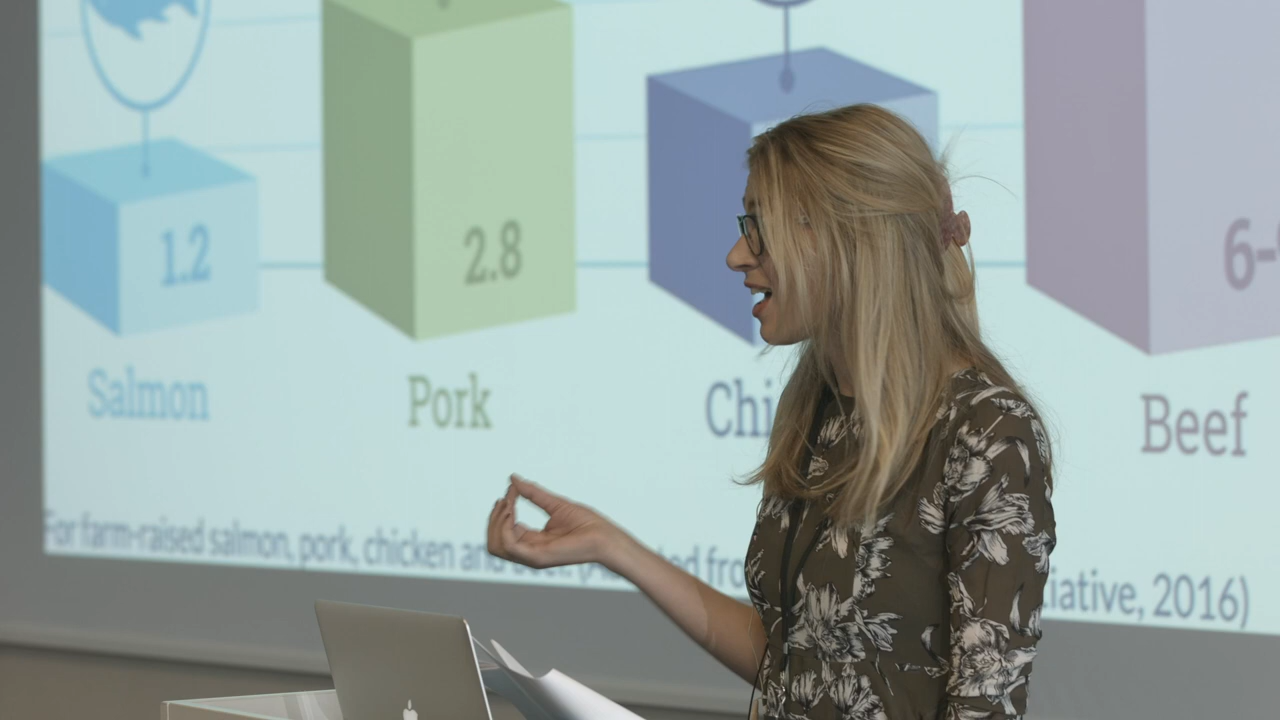 1.2
2.8
6-
Salmon
Pork
Chi
Beef
For farm-raised salmon, pork, chicken and iative, 2016)